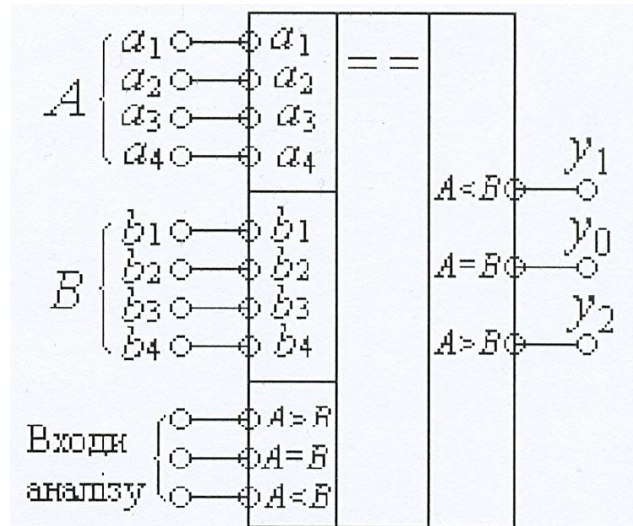 a1 a1
a2 a2
a3 a3
a4 a4
A
==
b1 b1
b2 b2
b3 b3
b4 b4
B
A<B y1
A=B y0
A>B y2
Входи
аналізу
A>B
A=B
A<B